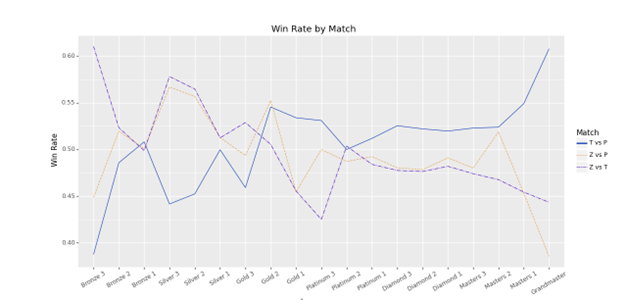 Win Rate by Match
Win Rate
0.60
0.55
0.50
0.45
0.40
Bronze 3
Bronze 2
Bronze 1
Silver 3
Silver 2
Silver 1
Gold 3
Gold 2
Gold 1
Platinum 3
Platinum 2
Platinum 1
Diamond 3
Diamond 2
Diamond 1
Masters 3
Masters 2
Masters 1
Grandmaster
Match
T vs P
Z vs P
Z vs T